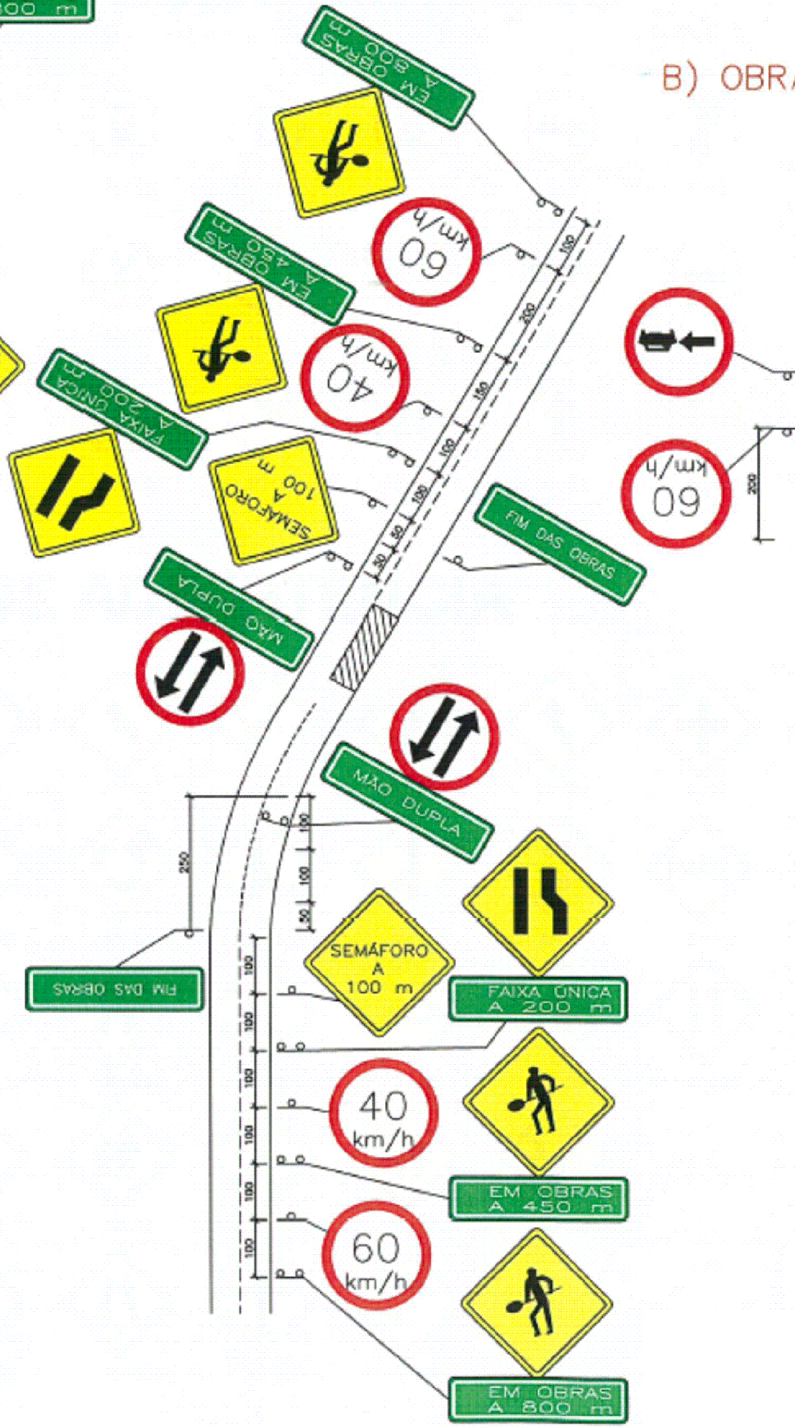 800 m
B) OBRA
EM OBRAS
A 800
m
60
km/h
EM OBRAS
A 450
m
40
km/h
FAIXA ÚNICA
A 200 m
SEMÁFORO
A
100 m
MÃO DUPLA
FIM DAS OBRAS
100
200
150
100
100
50
50
60
km/h
200
MÃO DUPLA
250
100
100
50
FIM DAS OBRAS
SEMÁFORO
A
100 m
FAIXA ÚNICA
A 200 m
100
100
100
100
100
100
40
km/h
EM OBRAS
A 450 m
60
km/h
EM OBRAS
A 800 m